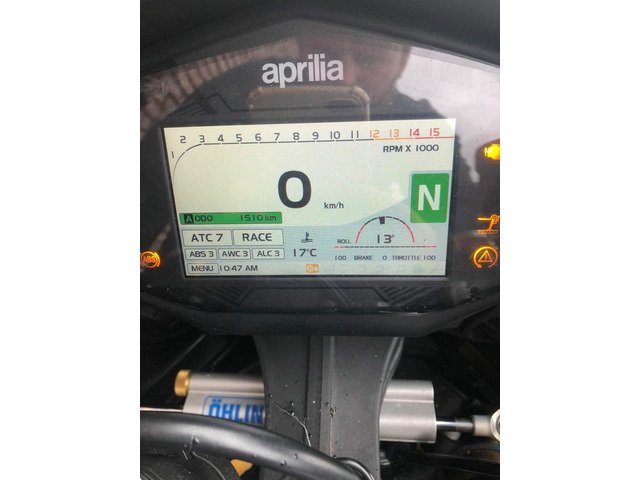 aprilia
1 2 3 4 5 6 7 8 9 10 11 12 13 14 15
RPM X 1000
0 km/h
N
A ODO 1510 km
ATC 7 RACE
ABS 3 AWC 3 ALC 3 17°C
ROLL 13°
100 BRAKE 0 THROTTLE 100
MENU 10:47 AM
ABS
ÖHLIN